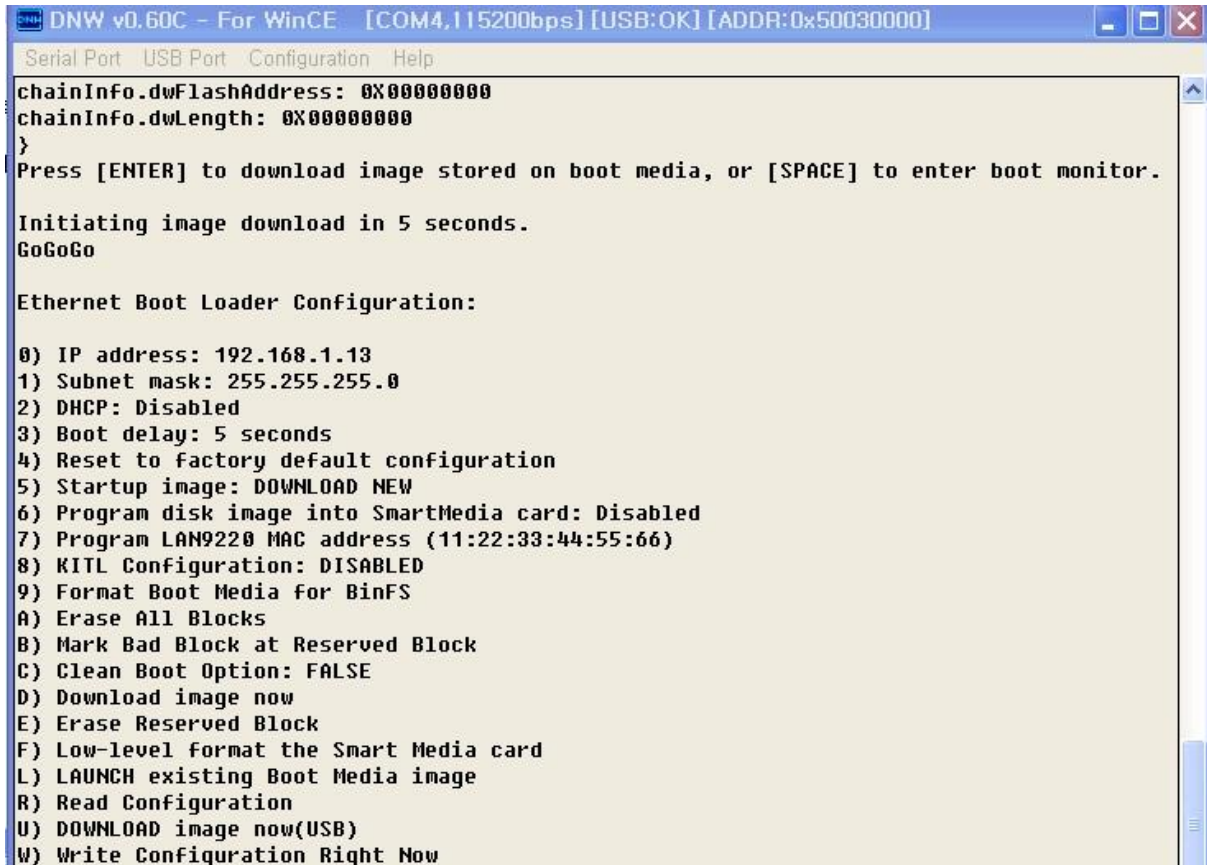 DNW v0.60C - For WinCE [COM4,115200bps] [USB:OK] [ADDR:0x50030000]
Serial Port USB Port Configuration Help
chainInfo.dwFlashAddress: 0X00000000
chainInfo.dwLength: 0X00000000
}
Press [ENTER] to download image stored on boot media, or [SPACE] to enter boot monitor.
Initiating image download in 5 seconds.
GoGoGo
Ethernet Boot Loader Configuration:
0) IP address: 192.168.1.13
1) Subnet mask: 255.255.255.0
2) DHCP: Disabled
3) Boot delay: 5 seconds
4) Reset to factory default configuration
5) Startup image: DOWNLOAD NEW
6) Program disk image into SmartMedia card: Disabled
7) Program LAN9220 MAC address (11:22:33:44:55:66)
8) KITL Configuration: DISABLED
9) Format Boot Media for BinFS
A) Erase All Blocks
B) Mark Bad Block at Reserved Block
C) Clean Boot Option: FALSE
D) Download image now
E) Erase Reserved Block
F) Low-level format the Smart Media card
L) LAUNCH existing Boot Media image
R) Read Configuration
U) DOWNLOAD image now(USB)
W) Write Configuration Right Now